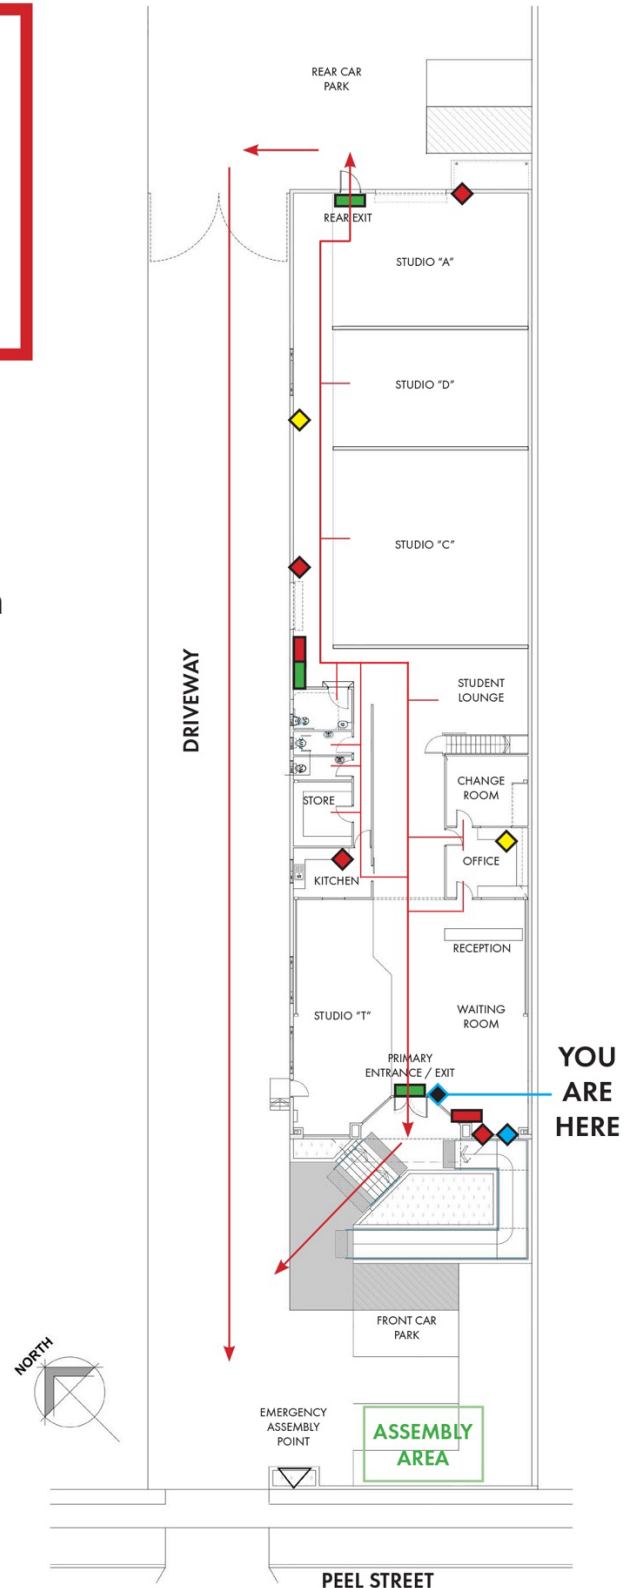 REAR CAR
PARK
REAR EXIT
STUDIO "A"
STUDIO "D"
STUDIO "C"
DRIVEWAY
STUDENT
LOUNGE
CHANGE
ROOM
STORE
OFFICE
KITCHEN
RECEPTION
STUDIO "T"
WAITING
ROOM
PRIMARY
ENTRANCE / EXIT
YOU
ARE
HERE
FRONT CAR
PARK
NORTH
EMERGENCY
ASSEMBLY
POINT
ASSEMBLY
AREA
PEEL STREET